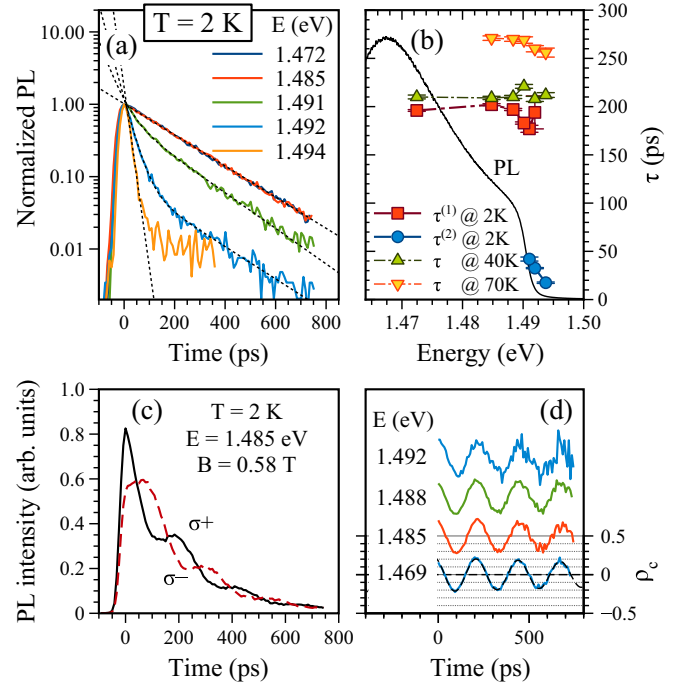 T = 2 K
(a)
E (eV)
1.472
1.485
1.491
1.492
1.494
10.00
1.00
0.10
0.01
Normalized PL
0 200 400 600 800
Time (ps)
(b)
PL
τ(1) @ 2K
τ(2) @ 2K
τ @ 40K
τ @ 70K
300
250
200
150
100
50
0
τ (ps)
1.47 1.48 1.49 1.50
Energy (eV)
(c)
T = 2 K
E = 1.485 eV
B = 0.58 T
σ+
σ−
1.0
0.8
0.6
0.4
0.2
0
PL intensity (arb. units)
0 200 400 600 800
Time (ps)
(d)
E (eV)
1.492
1.488
1.485
1.469
0.5
0
−0.5
ρc
0 500
Time (ps)